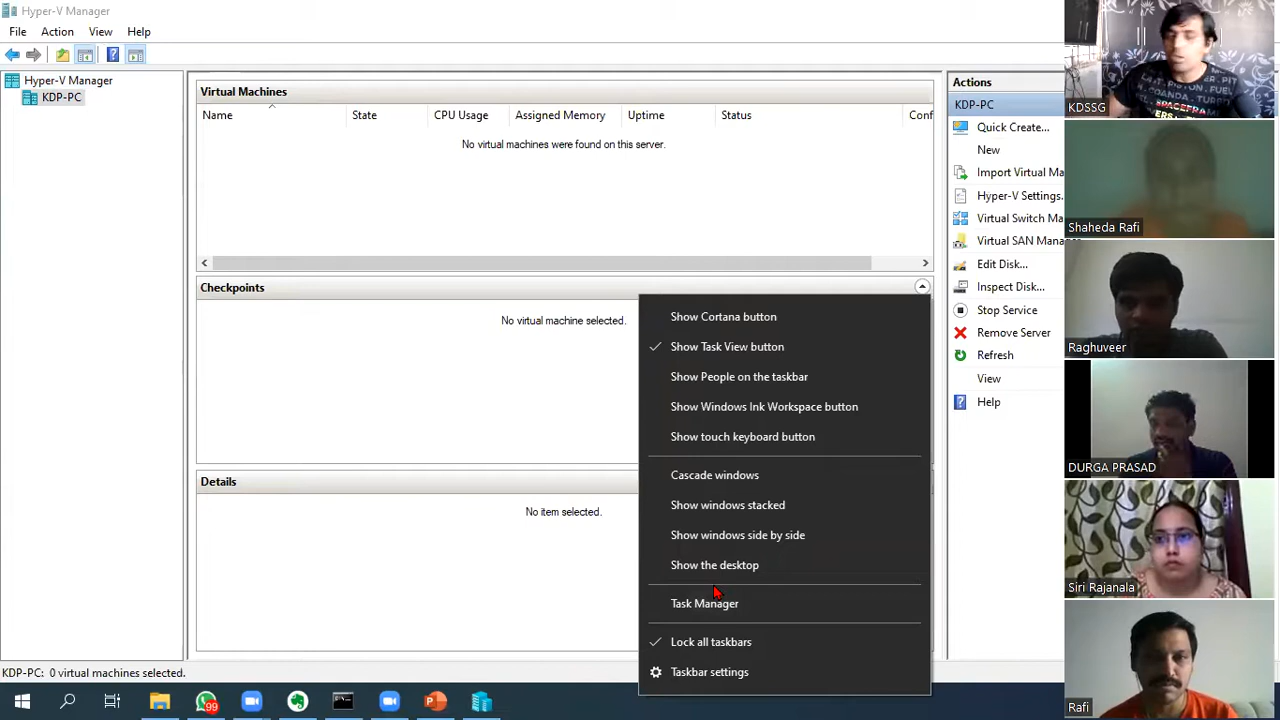 Hyper-V Manager
File Action View Help
Hyper-V Manager
KDP-PC
Virtual Machines
Name State CPU Usage Assigned Memory Uptime Status Conf
No virtual machines were found on this server.
Checkpoints
No virtual machine selected.
Details
No item selected.
Actions
KDP-PC
Quick Create...
New
Import Virtual Ma
Hyper-V Settings.
Virtual Switch Ma
Virtual SAN Manag
Edit Disk...
Inspect Disk...
Stop Service
Remove Server
Refresh
View
Help
Show Cortana button
Show Task View button
Show People on the taskbar
Show Windows Ink Workspace button
Show touch keyboard button
Cascade windows
Show windows stacked
Show windows side by side
Show the desktop
Task Manager
Lock all taskbars
Taskbar settings
KDP-PC: 0 virtual machines selected.
99
KDSSG
Shaheda Rafi
Raghuveer
DURGA PRASAD
Siri Rajanala
Rafi